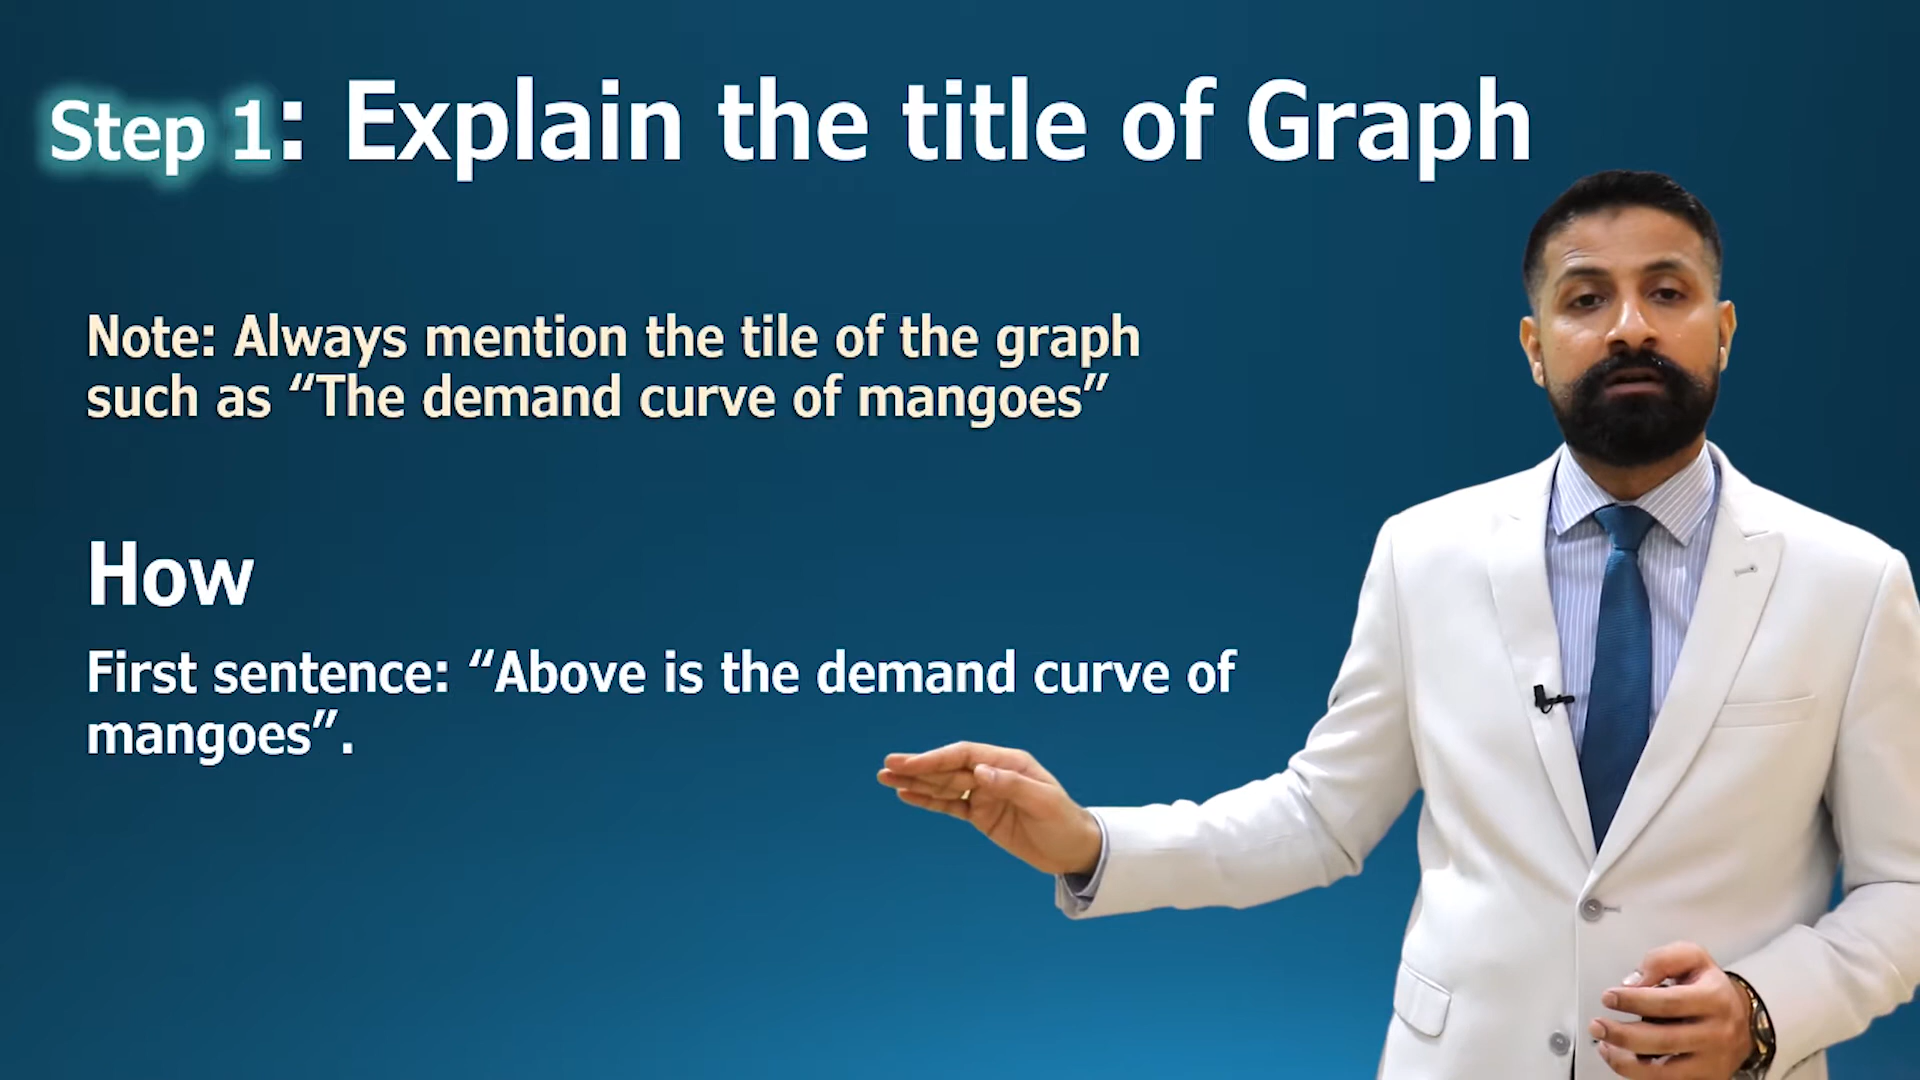 Step 1: Explain the title of Graph
Note: Always mention the tile of the graph
such as “The demand curve of mangoes”
How
First sentence: “Above is the demand curve of
mangoes”.